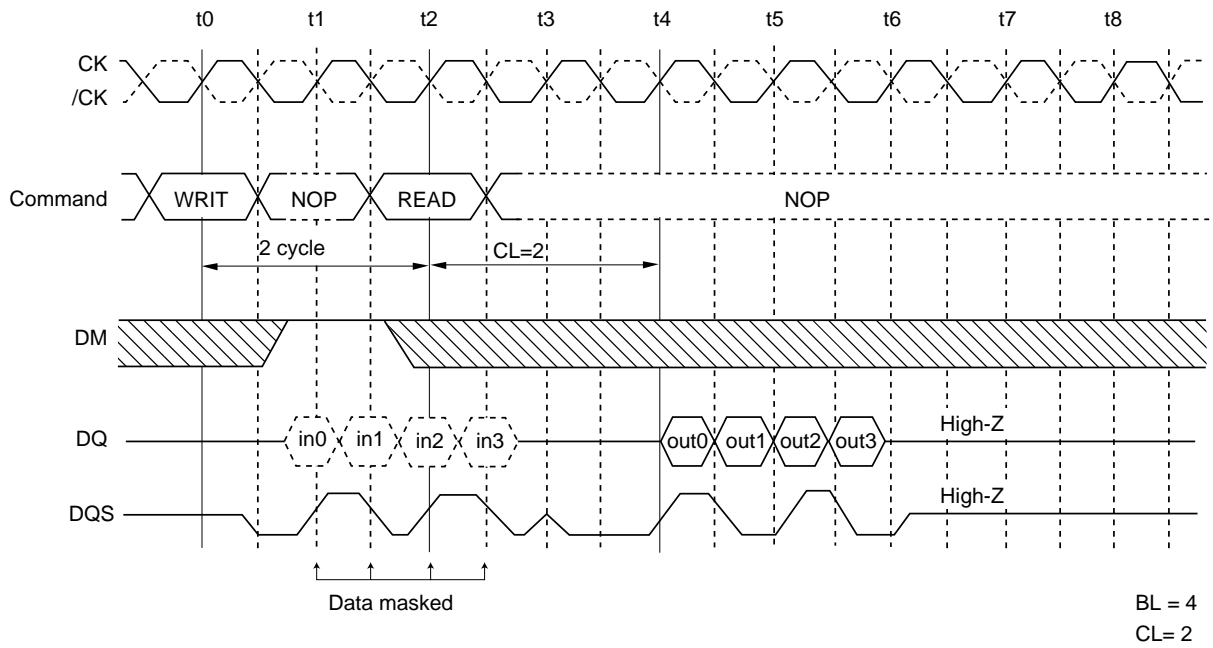 t0 t1 t2 t3 t4 t5 t6 t7 t8
CK
/CK
Command WRIT NOP READ NOP
2 cycle CL=2
DM
DQ in0 in1 in2 in3 out0 out1 out2 out3 High-Z
DQS High-Z
Data masked
BL = 4
CL= 2